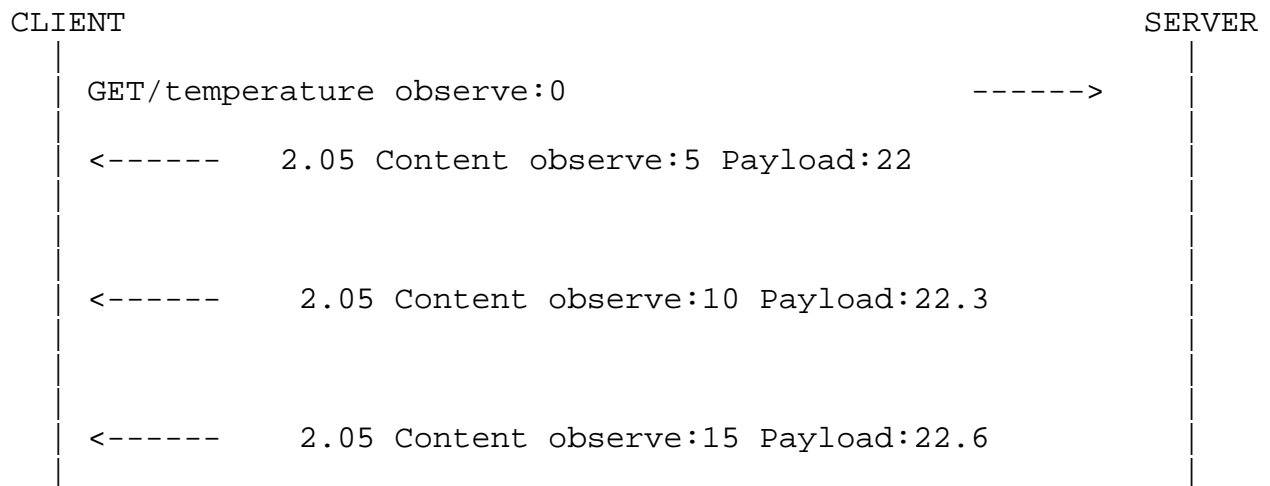 CLIENT SERVER
GET/temperature observe:0 ------>
<------ 2.05 Content observe:5 Payload:22
<------ 2.05 Content observe:10 Payload:22.3
<------ 2.05 Content observe:15 Payload:22.6